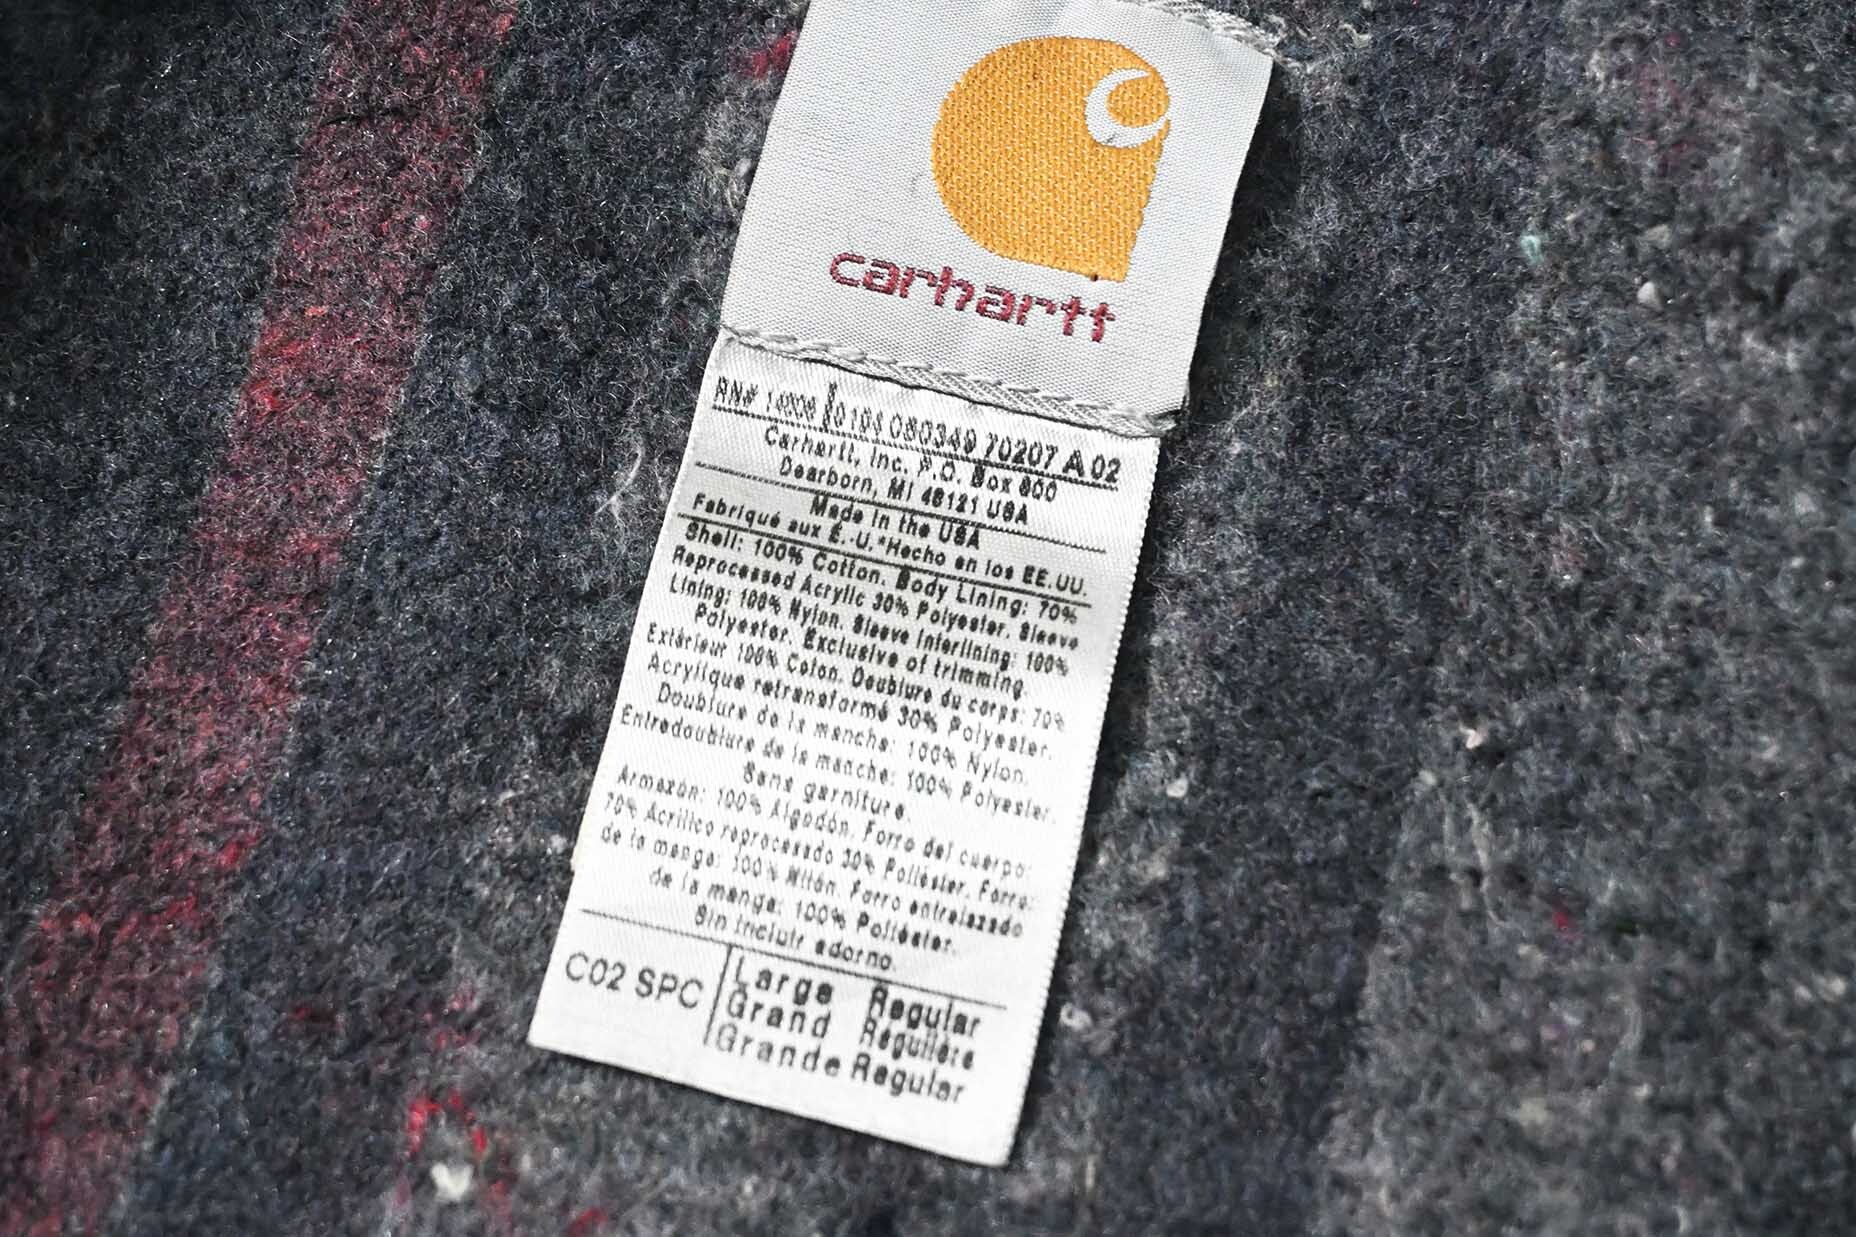 carhartt
RN# 14806 0104 080349 70207 A 02
Carhartt, Inc. P.O. Box 600
Dearborn, MI 48121 USA
Made in the USA
Fabriqué aux É.-U.*Hecho en los EE.UU.
Shell: 100% Cotton. Body Lining: 70%
Reprocessed Acrylic 30% Polyester. Sleeve
Lining: 100% Nylon. Sleeve Interlining: 100%
Polyester. Exclusive of trimming.
Extérieur 100% Coton. Doublure du corps: 70%
Acrylique retransformé 30% Polyester.
Doublure de la manche: 100% Nylon.
Entredoublure de la manche: 100% Polyester.
Sans garniture.
Armazón: 100% Algodón. Forro del cuerpo:
70% Acrílico reprocesado 30% Poliéster. Forro:
de la manga: 100% Nilón. Forro entrelazado
de la manga: 100% Poliéster.
Sin incluir adorno.
C02 SPC
Large Regular
Grand Régulière
Grande Regular